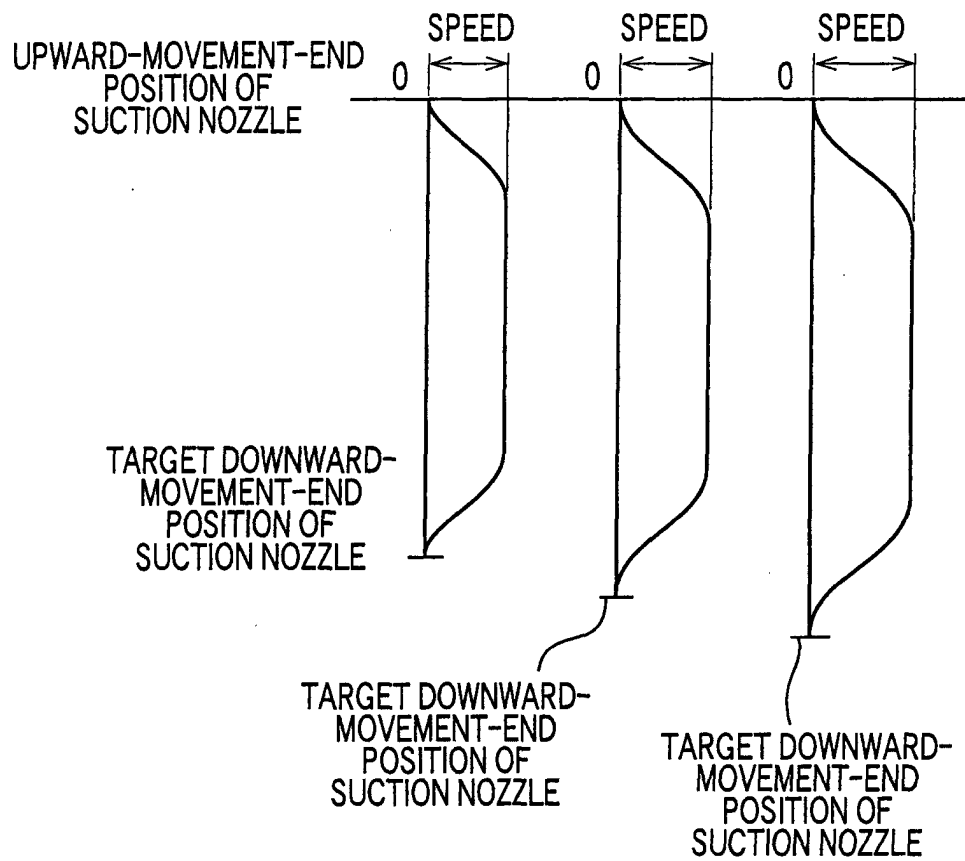 SPEED
SPEED
SPEED
UPWARD-MOVEMENT-END
POSITION OF
SUCTION NOZZLE
0
0
0
TARGET DOWNWARD-
MOVEMENT-END
POSITION OF
SUCTION NOZZLE
TARGET DOWNWARD-
MOVEMENT-END
POSITION OF
SUCTION NOZZLE
TARGET DOWNWARD-
MOVEMENT-END
POSITION OF
SUCTION NOZZLE